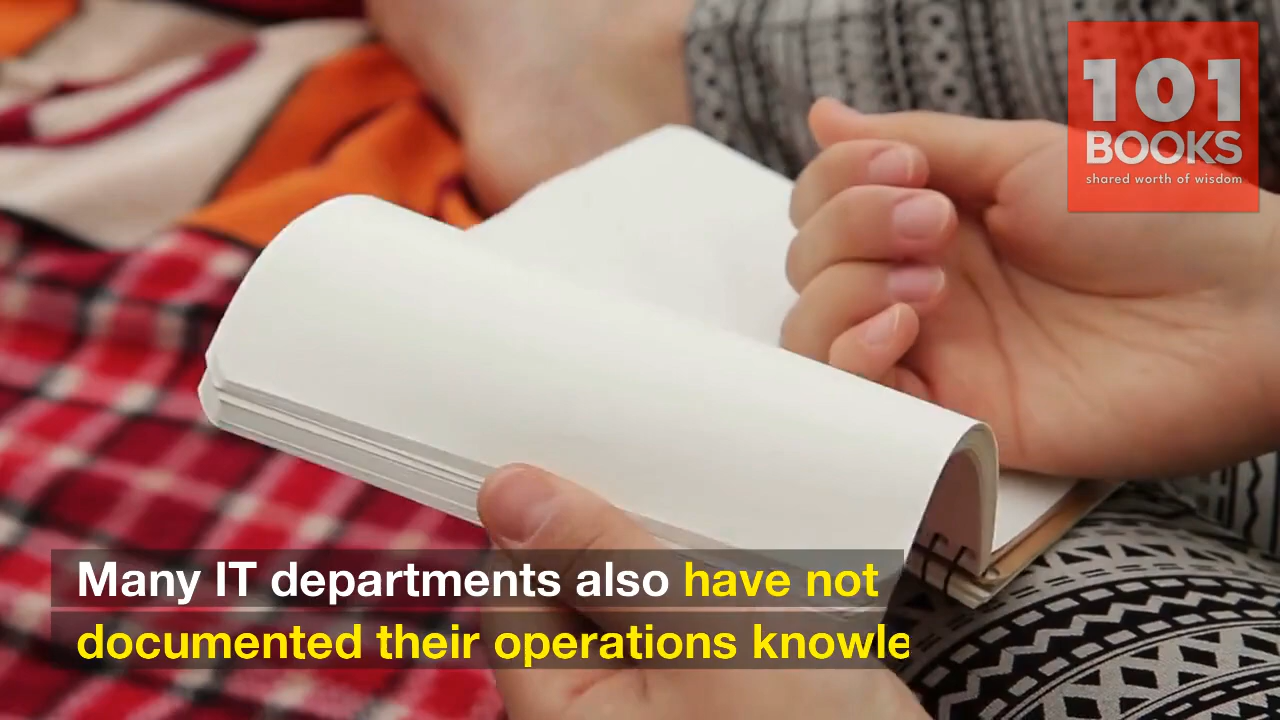 101
BOOKS
shared worth of wisdom
Many IT departments also have not
documented their operations knowle